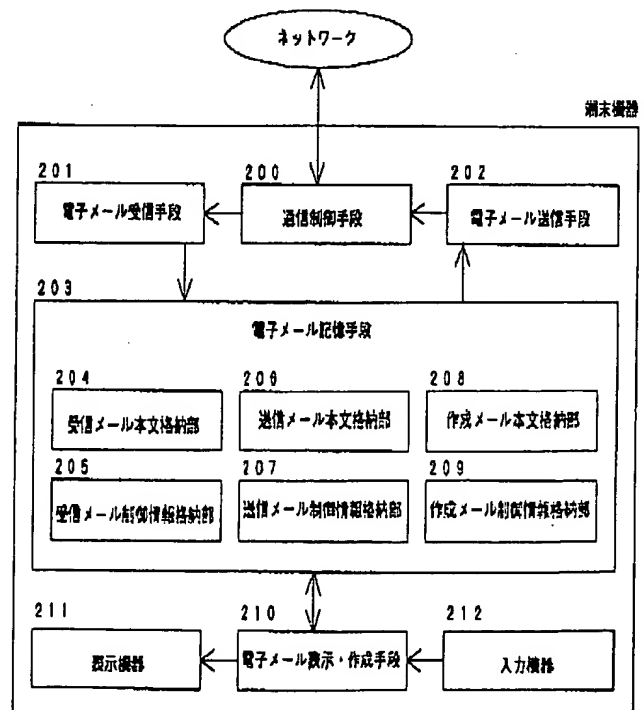 ネットワーク
端末機器
201
200
202
電子メール受信手段
通信制御手段
電子メール送信手段
203
電子メール記憶手段
204
206
208
受信メール本文格納部
送信メール本文格納部
作成メール本文格納部
205
207
209
受信メール制御情報格納部
送信メール制御情報格納部
作成メール制御情報格納部
211
210
212
表示機器
電子メール表示・作成手段
入力機器